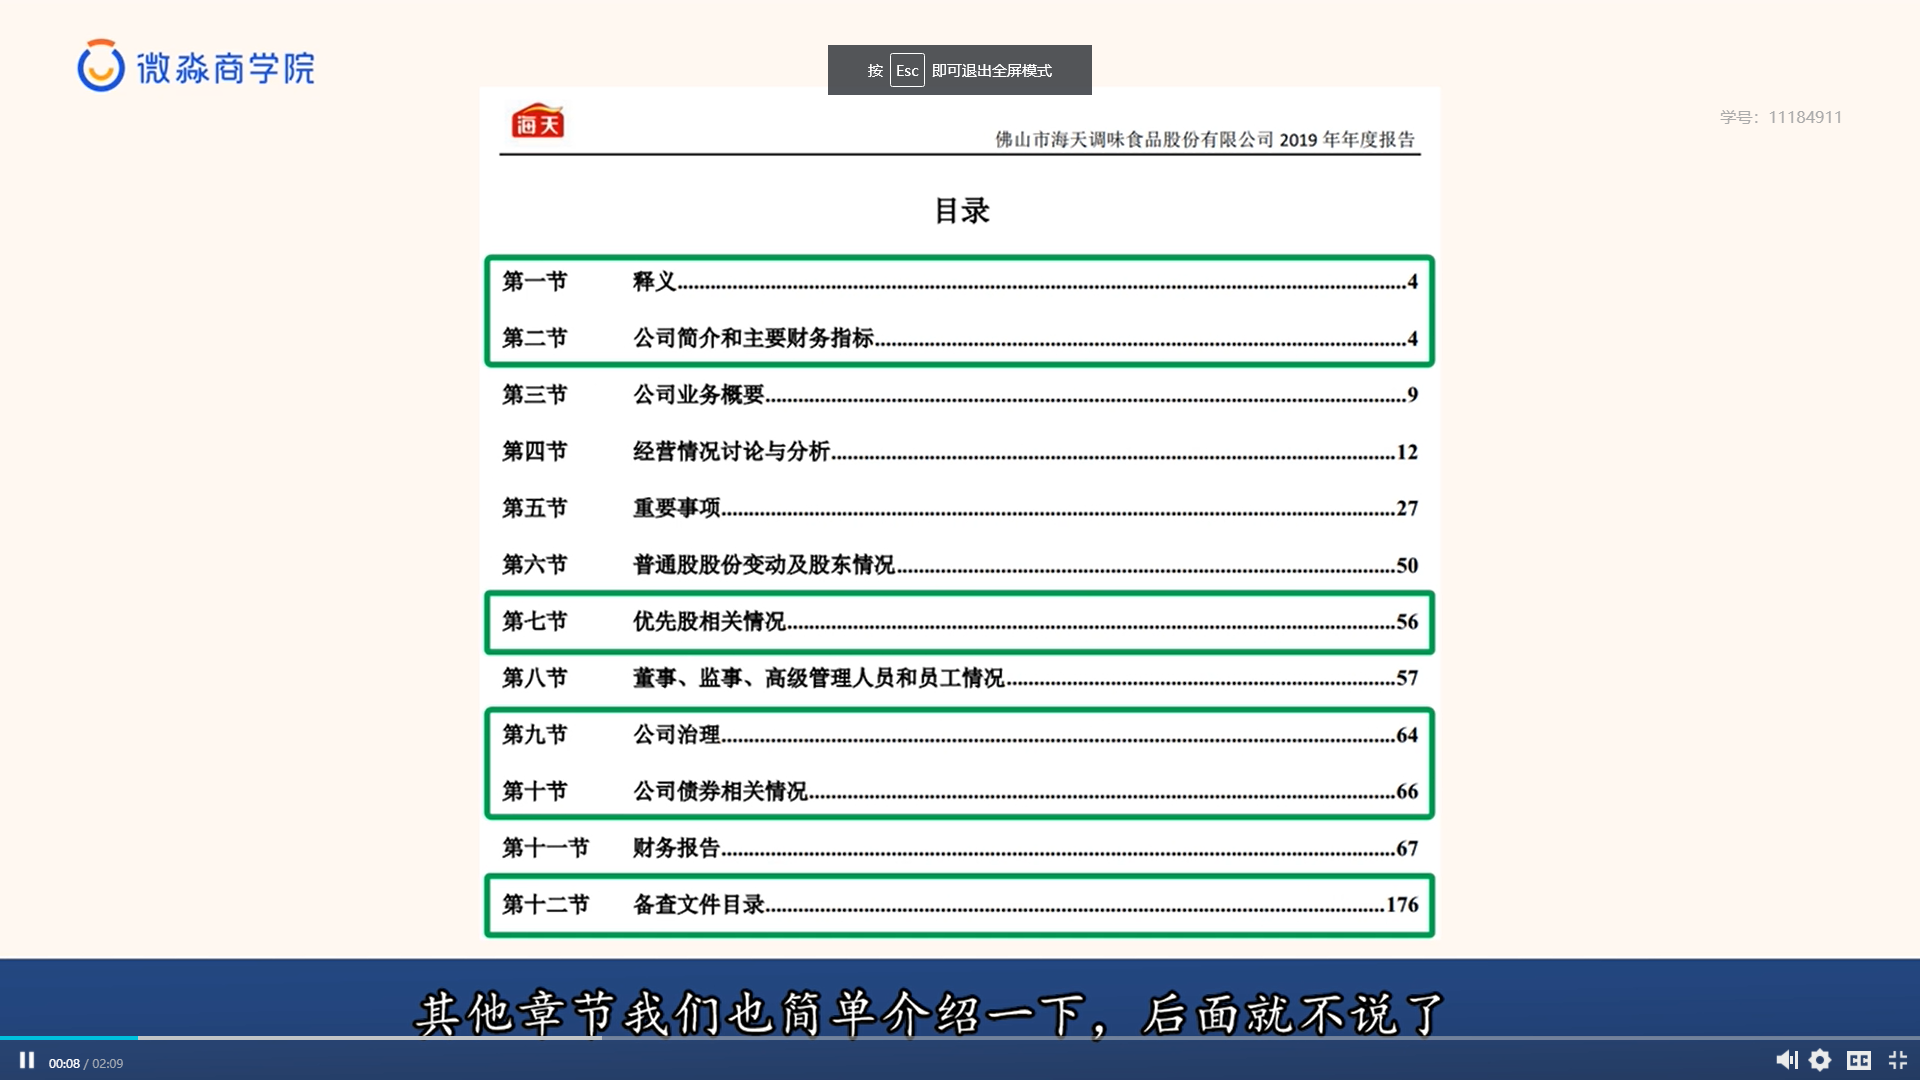 微淼商学院
按 Esc 即可退出全屏模式
学号：11184911
海天
佛山市海天调味食品股份有限公司 2019 年年度报告
目录
第一节 释义....................4
第二节 公司简介和主要财务指标....................4
第三节 公司业务概要....................9
第四节 经营情况讨论与分析....................12
第五节 重要事项....................27
第六节 普通股股份变动及股东情况....................50
第七节 优先股相关情况....................56
第八节 董事、监事、高级管理人员和员工情况....................57
第九节 公司治理....................64
第十节 公司债券相关情况....................66
第十一节 财务报告....................67
第十二节 备查文件目录....................176
其他章节我们也简单介绍一下，后面就不说了
00:08 / 02:09
CC